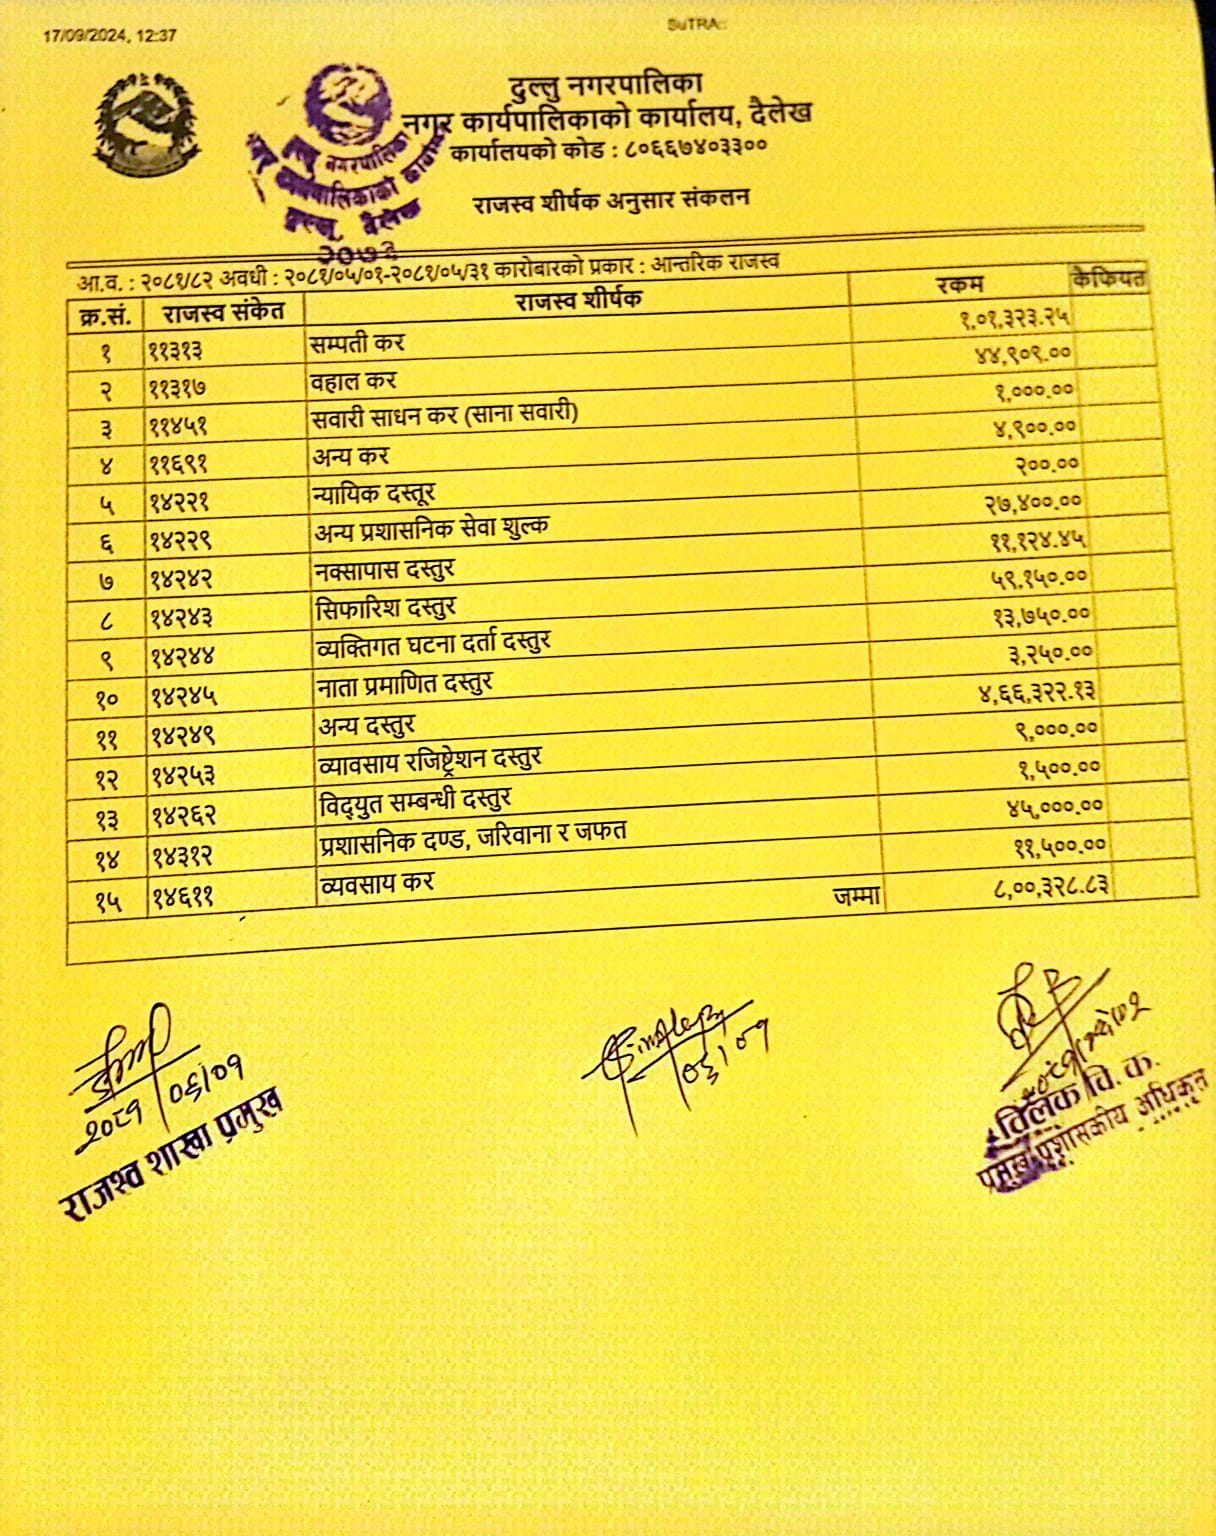 17/09/2024, 12:37
SuTRA::
दुल्लु नगरपालिका
नगर कार्यपालिकाको कार्यालय, दैलेख
कार्यालयको कोड : ८०६६७४०३३००
राजस्व शीर्षक अनुसार संकलन
दुल्लु नगरपालिका
नगर कार्यपालिकाको कार्यालय
दुल्लु, दैलेख
२०७३
आ.व. : २०८१/८२ अवधी : २०८१/०५/०१-२०८१/०५/३१ कारोबारको प्रकार : आन्तरिक राजस्व
क्र.सं. राजस्व संकेत राजस्व शीर्षक रकम कैफियत
१ ११३१३ सम्पती कर १,०१,३२३.२५
२ ११३१७ वहाल कर ४४,९०९.००
३ ११४५१ सवारी साधन कर (साना सवारी) १,०००.००
४ ११६९१ अन्य कर ४,९००.००
५ १४२२१ न्यायिक दस्तूर २००.००
६ १४२२९ अन्य प्रशासनिक सेवा शुल्क २७,४००.००
७ १४२४२ नक्सापास दस्तुर ११,१२४.४५
८ १४२४३ सिफारिश दस्तुर ५९,१५०.००
९ १४२४४ व्यक्तिगत घटना दर्ता दस्तुर १३,७५०.००
१० १४२४५ नाता प्रमाणित दस्तुर ३,२५०.००
११ १४२४९ अन्य दस्तुर ४,६६,३२२.१३
१२ १४२५३ व्यावसाय रजिष्ट्रेशन दस्तुर ९,०००.००
१३ १४२६२ विद्युत सम्बन्धी दस्तुर १,५००.००
१४ १४३१२ प्रशासनिक दण्ड, जरिवाना र जफत ४५,०००.००
१५ १४६११ व्यवसाय कर ११,५००.००
जम्मा ८,००,३२८.८३
२०८१/०६/०१
राजश्व शाखा प्रमुख
०६/०१
तिलक वि. क.
प्रमुख प्रशासकीय अधिकृत